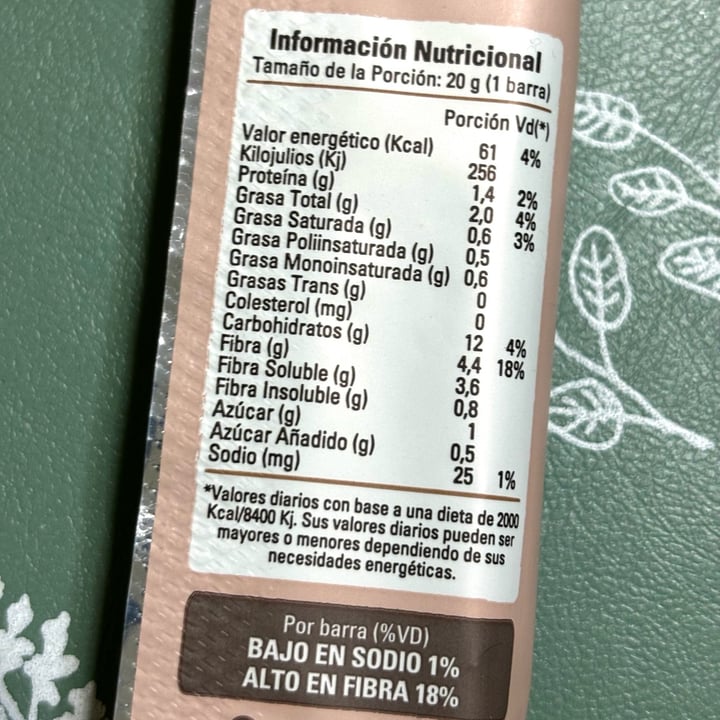 Información Nutricional
Tamaño de la Porción: 20 g (1 barra)
Porción Vd(*)
Valor energético (Kcal) 61 4%
Kilojulios (Kj) 256
Proteína (g) 1,4 2%
Grasa Total (g) 2,0 4%
Grasa Saturada (g) 0,6 3%
Grasa Poliinsaturada (g) 0,5
Grasa Monoinsaturada (g) 0,6
Grasas Trans (g) 0
Colesterol (mg) 0
Carbohidratos (g) 12 4%
Fibra (g) 4,4 18%
Fibra Soluble (g) 3,6
Fibra Insoluble (g) 0,8
Azúcar (g) 1
Azúcar Añadido (g) 0,5
Sodio (mg) 25 1%
*Valores diarios con base a una dieta de 2000
Kcal/8400 Kj. Sus valores diarios pueden ser
mayores o menores dependiendo de sus
necesidades energéticas.
Por barra (%VD)
BAJO EN SODIO 1%
ALTO EN FIBRA 18%